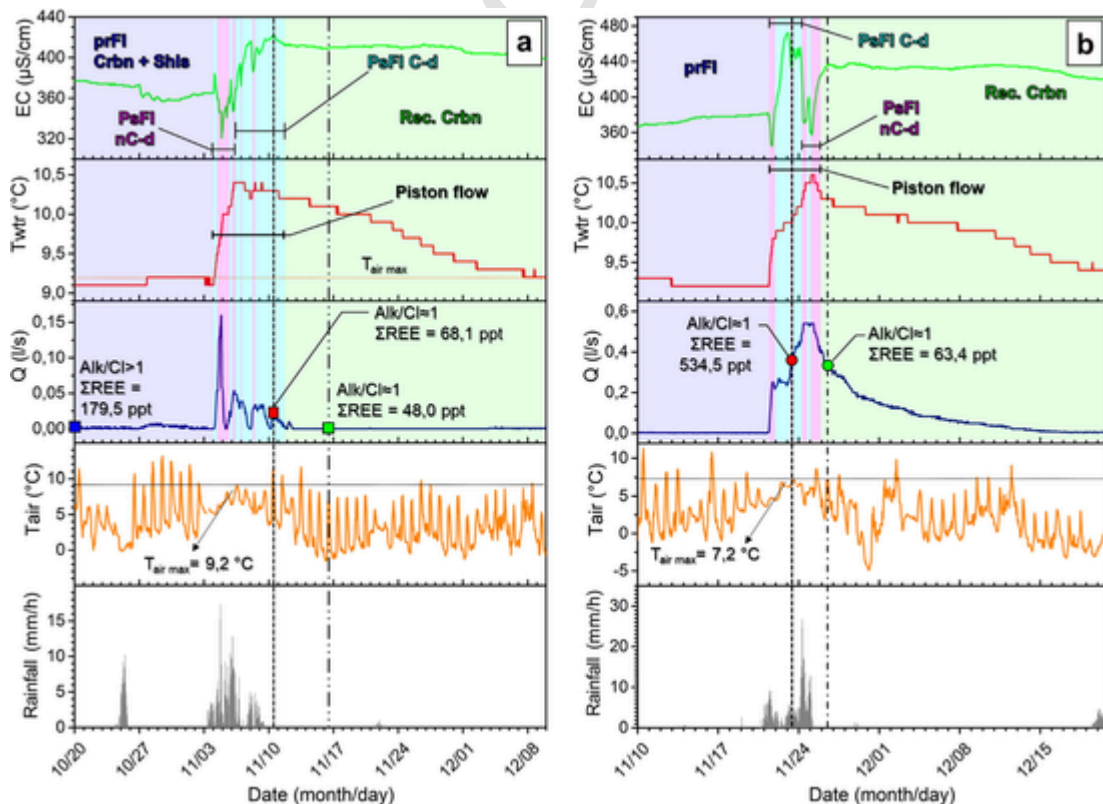 a
EC (µS/cm)
440
400
360
320
prFl
Crbn + Shls
PsFl
nC-d
PsFl C-d
Rec. Crbn
Twtr (°C)
10,5
10,0
9,5
9,0
Piston flow
Tair max
Q (l/s)
0,15
0,10
0,05
0,00
Alk/Cl>1
ΣREE =
179,5 ppt
Alk/Cl≈1
ΣREE = 68,1 ppt
Alk/Cl≈1
ΣREE = 48,0 ppt
Tair (°C)
10
5
0
Tair max = 9,2 °C
Rainfall (mm/h)
15
10
5
0
10/20
10/27
11/03
11/10
11/17
11/24
12/01
12/08
Date (month/day)
b
EC (µS/cm)
480
440
400
360
prFl
PsFl C-d
PsFl
nC-d
Rec. Crbn
Twtr (°C)
10,5
10,0
9,5
Piston flow
Q (l/s)
0,6
0,4
0,2
0,0
Alk/Cl≈1
ΣREE =
534,5 ppt
Alk/Cl≈1
ΣREE = 63,4 ppt
Tair (°C)
10
5
0
-5
Tair max= 7,2 °C
Rainfall (mm/h)
30
20
10
0
11/10
11/17
11/24
12/01
12/08
12/15
Date (month/day)